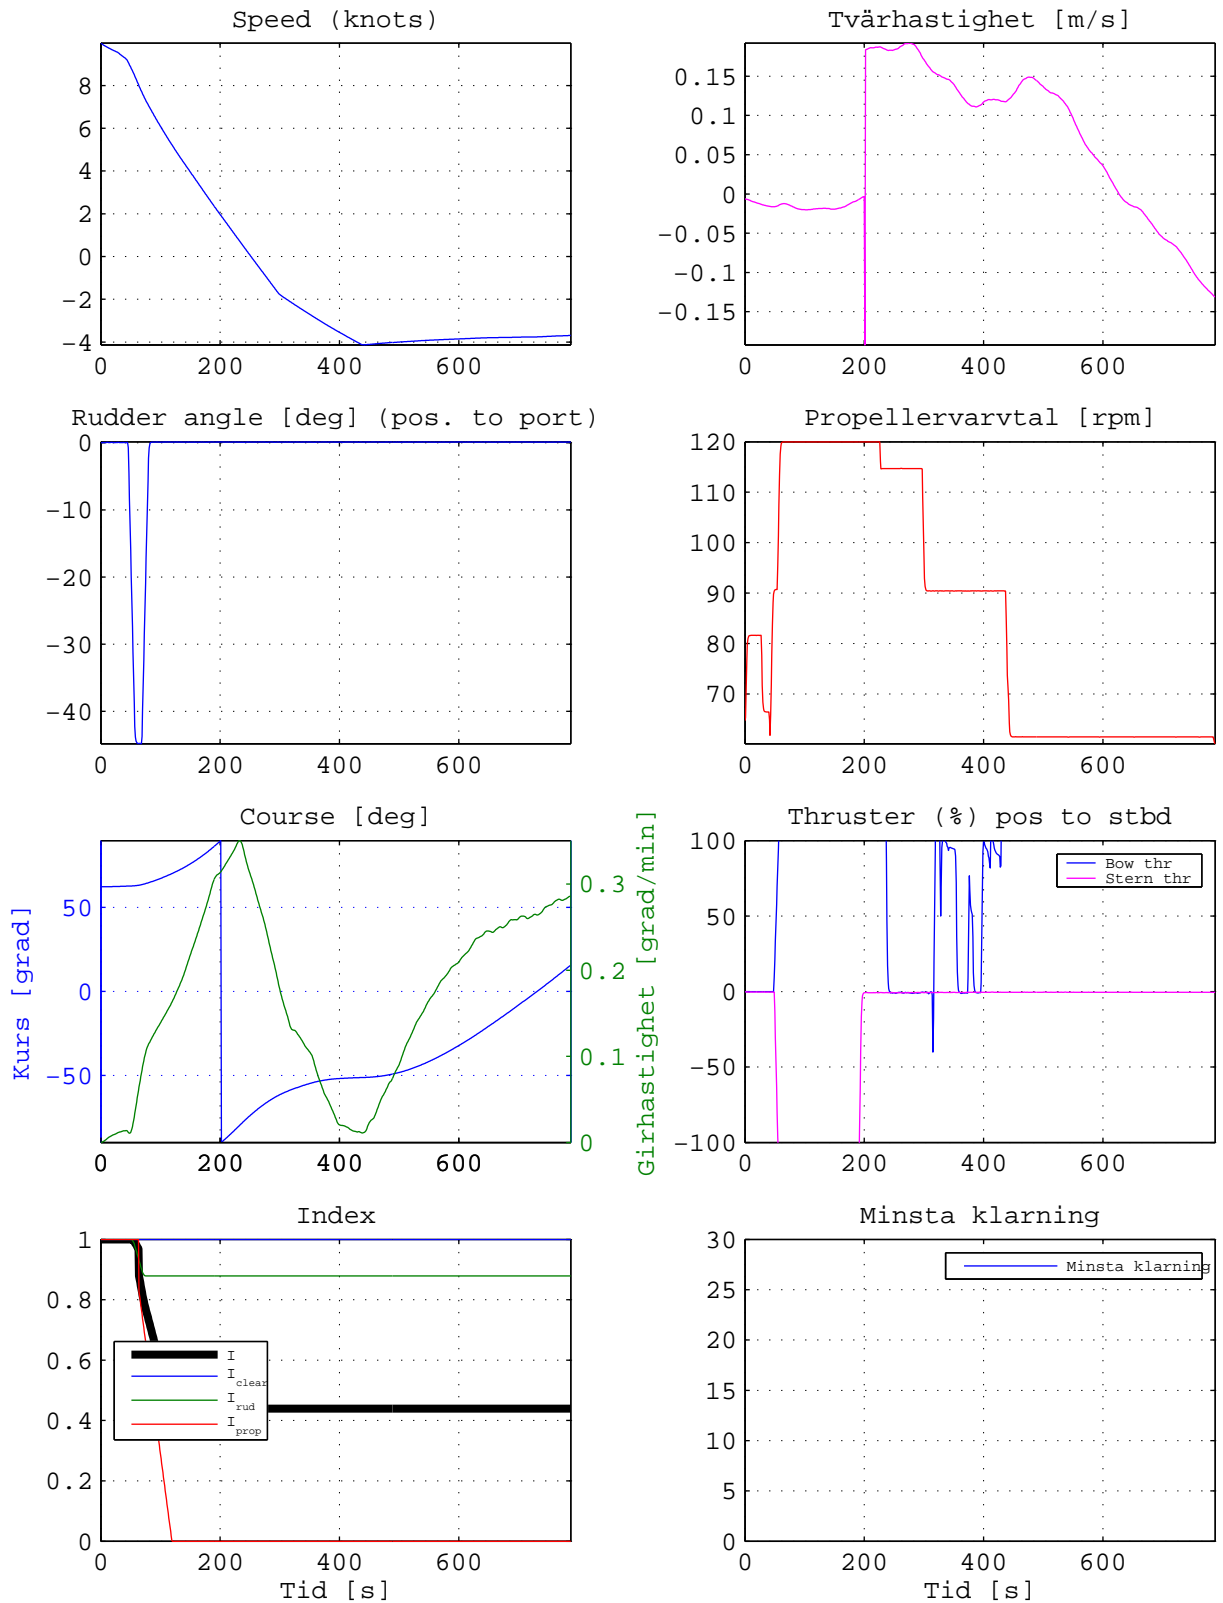 Speed (knots)
8
6
4
2
0
−2
−4
0 200 400 600
Tvärhastighet [m/s]
0.15
0.1
0.05
0
−0.05
−0.1
−0.15
0 200 400 600
Rudder angle [deg] (pos. to port)
0
−10
−20
−30
−40
0 200 400 600
Propellervarvtal [rpm]
120
110
100
90
80
70
0 200 400 600
Course [deg]
Kurs [grad]
50
0
−50
0 200 400 600
Girhastighet [grad/min]
0.3
0.2
0.1
0
Thruster (%) pos to stbd
100
50
0
−50
−100
0 200 400 600
Bow thr
Stern thr
Index
1
0.8
0.6
0.4
0.2
0
0 200 400 600
Tid [s]
I
I clear
I rud
I prop
Minsta klarning
30
25
20
15
10
5
0
0 200 400 600
Tid [s]
Minsta klarning